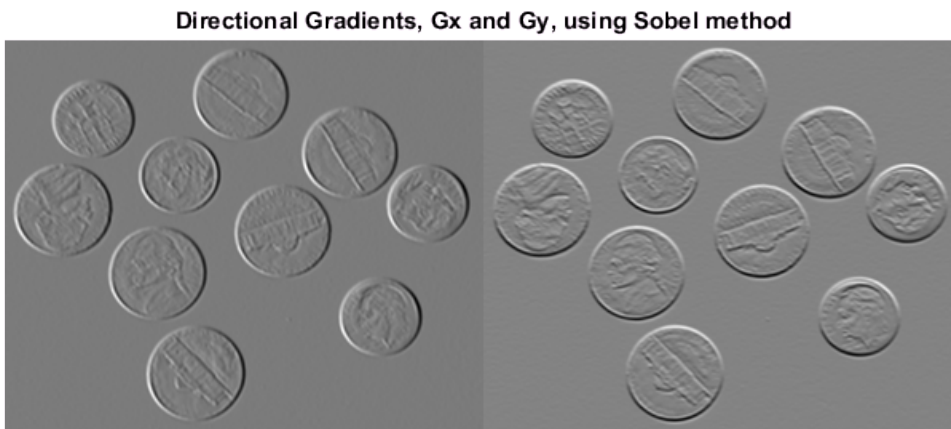 Directional Gradients, Gx and Gy, using Sobel method